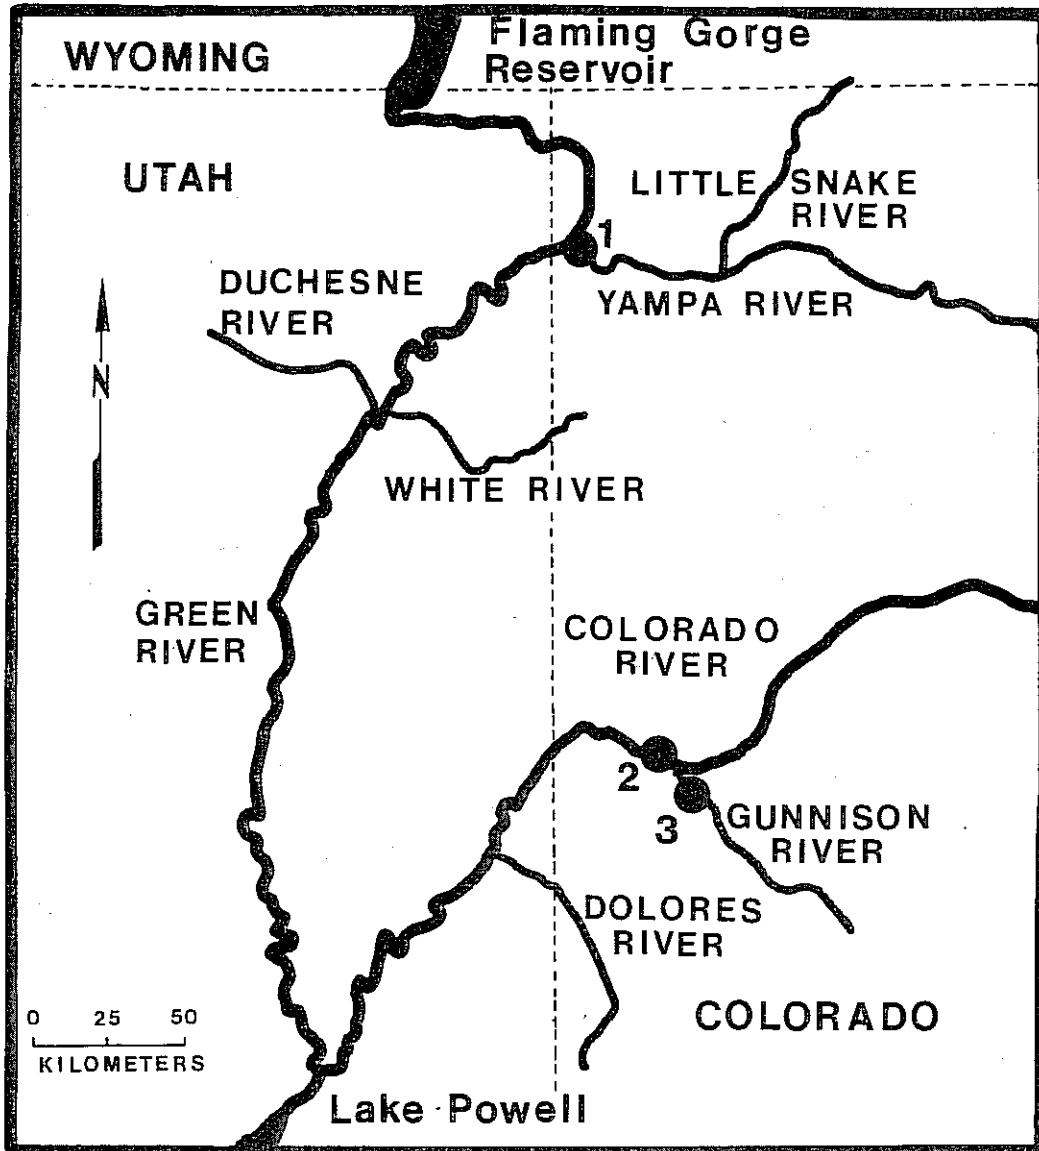 WYOMING
Flaming Gorge
Reservoir
UTAH
LITTLE SNAKE
RIVER
1
DUCHESNE
RIVER
YAMPA RIVER
N
WHITE RIVER
GREEN
RIVER
COLORADO
RIVER
2
3
GUNNISON
RIVER
DOLORES
RIVER
COLORADO
0 25 50
KILOMETERS
Lake Powell